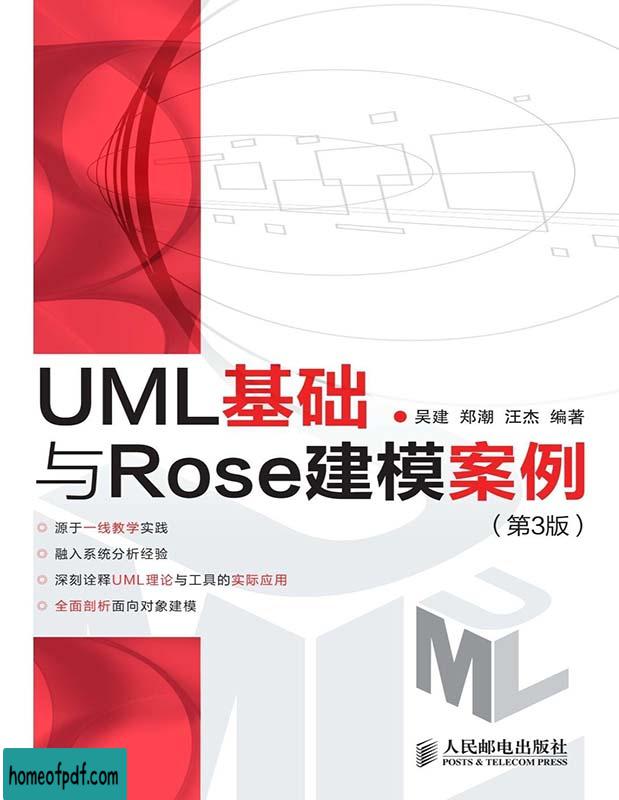 UML基础
吴建 郑潮 汪杰 编著
与Rose建模案例
（第3版）
源于一线教学实践
融入系统分析经验
深刻诠释UML理论与工具的实际应用
全面剖析面向对象建模
UML
人民邮电出版社
POSTS & TELECOM PRESS
homeofpdf.com